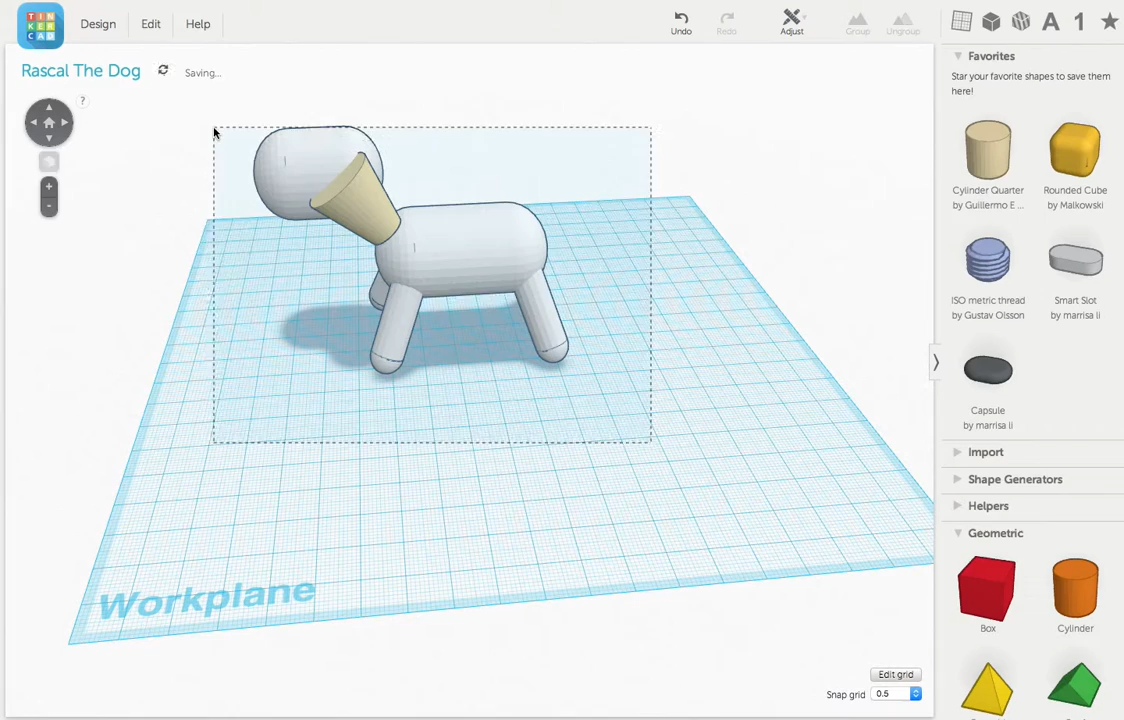 TIN
KER
CAD
Design
Edit
Help
Undo
Redo
Adjust
Group
Ungroup
A
1
Rascal The Dog
Saving...
?
+
-
Workplane
Edit grid
Snap grid
0.5
Favorites
Star your favorite shapes to save them
here!
Cylinder Quarter
by Guillermo E ...
Rounded Cube
by Malkowski
ISO metric thread
by Gustav Olsson
Smart Slot
by marrisa li
Capsule
by marrisa li
Import
Shape Generators
Helpers
Geometric
Box
Cylinder